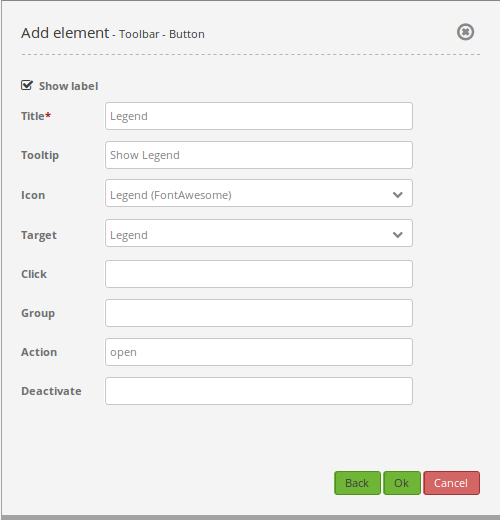 Add element - Toolbar - Button
Show label
Title* Legend
Tooltip Show Legend
Icon Legend (FontAwesome)
Target Legend
Click
Group
Action open
Deactivate
Back Ok Cancel